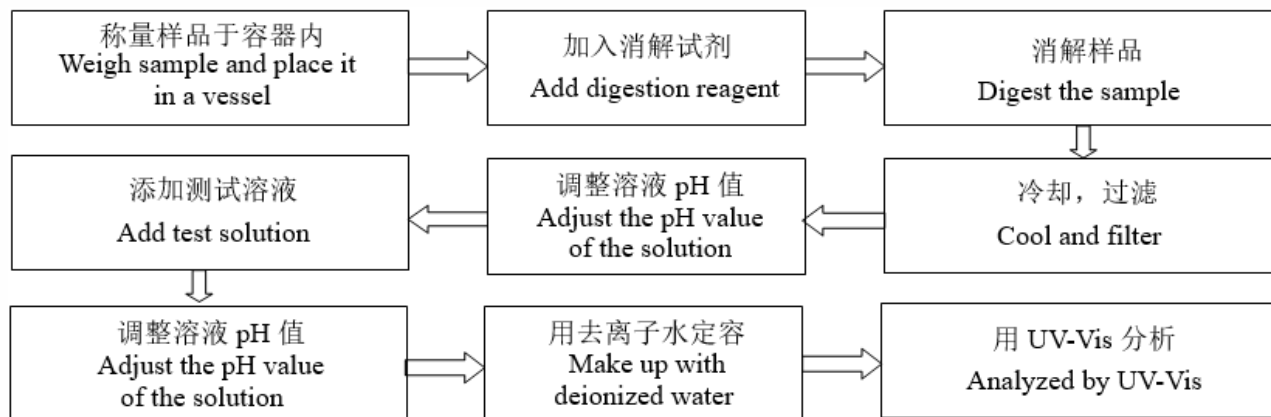 称量样品于容器内
Weigh sample and place it
in a vessel
加入消解试剂
Add digestion reagent
消解样品
Digest the sample
冷却，过滤
Cool and filter
调整溶液 pH 值
Adjust the pH value
of the solution
添加测试溶液
Add test solution
调整溶液 pH 值
Adjust the pH value
of the solution
用去离子水定容
Make up with
deionized water
用 UV-Vis 分析
Analyzed by UV-Vis